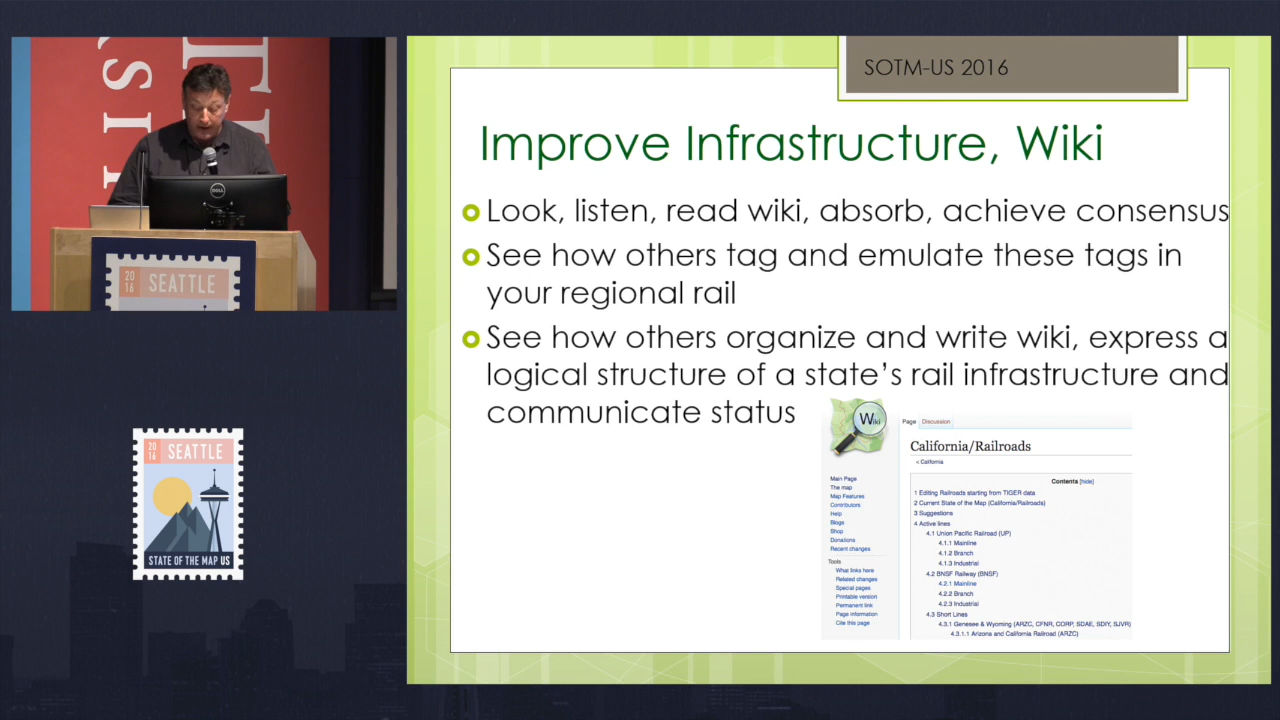 SOTM-US 2016
Improve Infrastructure, Wiki
Look, listen, read wiki, absorb, achieve consensus
See how others tag and emulate these tags in
your regional rail
See how others organize and write wiki, express a
logical structure of a state's rail infrastructure and
communicate status
Wiki
Page Discussion
California/Railroads
< California
Contents [hide]
1 Editing Railroads starting from TIGER data
2 Current State of the Map (California/Railroads)
3 Suggestions
4 Active lines
4.1 Union Pacific Railroad (UP)
4.1.1 Mainline
4.1.2 Branch
4.1.3 Industrial
4.2 BNSF Railway (BNSF)
4.2.1 Mainline
4.2.2 Branch
4.2.3 Industrial
4.3 Short Lines
4.3.1 Genesee & Wyoming (ARZC, CFNR, CORP, SDAE, SDIY, SJVR)
4.3.1.1 Arizona and California Railroad (ARZC)
Main Page
The map
Map Features
Contributors
Help
Blogs
Shop
Donations
Recent changes
Tools
What links here
Related changes
Special pages
Printable version
Permanent link
Page information
Cite this page
DELL
2016 SEATTLE
2016 SEATTLE
STATE OF THE MAP US